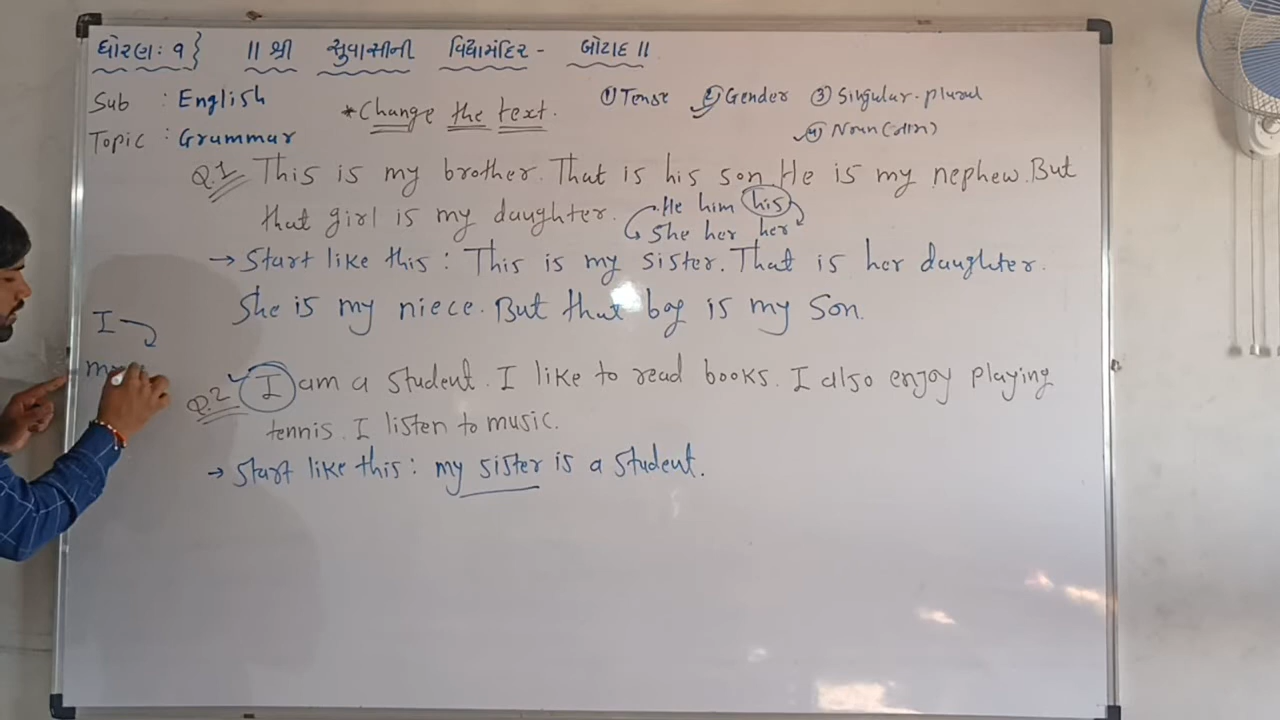 ધોરણ: ૧}   ॥ શ્રી સુવાસીની વિદ્યામંદિર - બોટાદ ॥
Sub : English
*Change the text.
① Tense ② Gender ③ Singular-plural
④ Noun (નામ)
Topic : Grammar
Q.1 This is my brother. That is his son. He is my nephew. But
that girl is my daughter.
He him his
She her her
→ Start like this : This is my sister. That is her daughter.
She is my niece. But that boy is my son.
I
my
Q.2 I am a student. I like to read books. I also enjoy playing
tennis. I listen to music.
→ Start like this : my sister is a student.